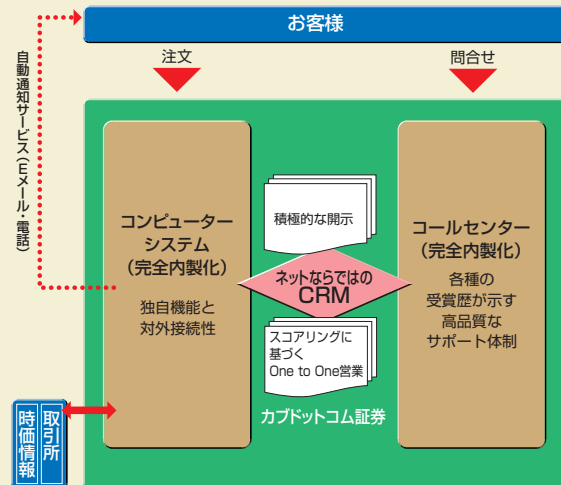 お客様
注文
問合せ
自動通知サービス(Eメール・電話)
コンピューター
システム
(完全内製化)
独自機能と
対外接続性
積極的な開示
ネットならではの
CRM
スコアリングに
基づく
One to One営業
カブドットコム証券
コールセンター
(完全内製化)
各種の
受賞歴が示す
高品質な
サポート体制
取引所
時価情報